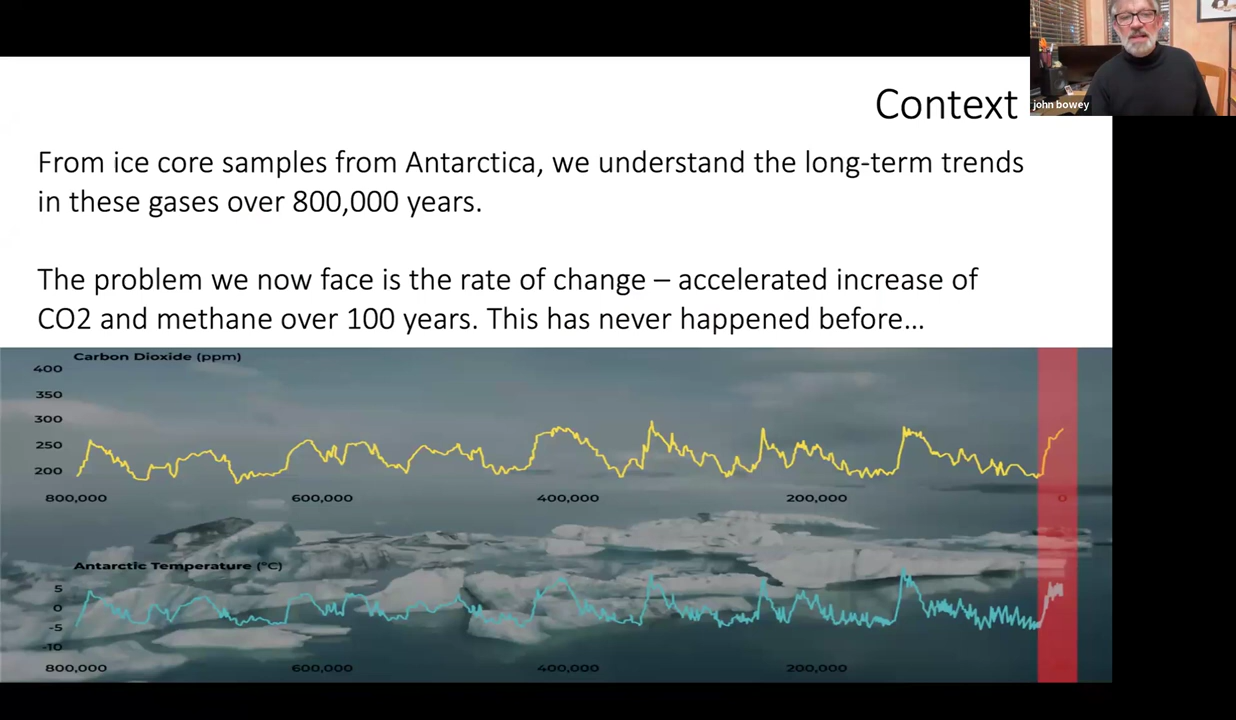 Context
john bowey
From ice core samples from Antarctica, we understand the long-term trends
in these gases over 800,000 years.
The problem we now face is the rate of change – accelerated increase of
CO2 and methane over 100 years. This has never happened before...
Carbon Dioxide (ppm)
400
350
300
250
200
800,000 600,000 400,000 200,000 0
Antarctic Temperature (°C)
5
0
-5
-10
800,000 600,000 400,000 200,000